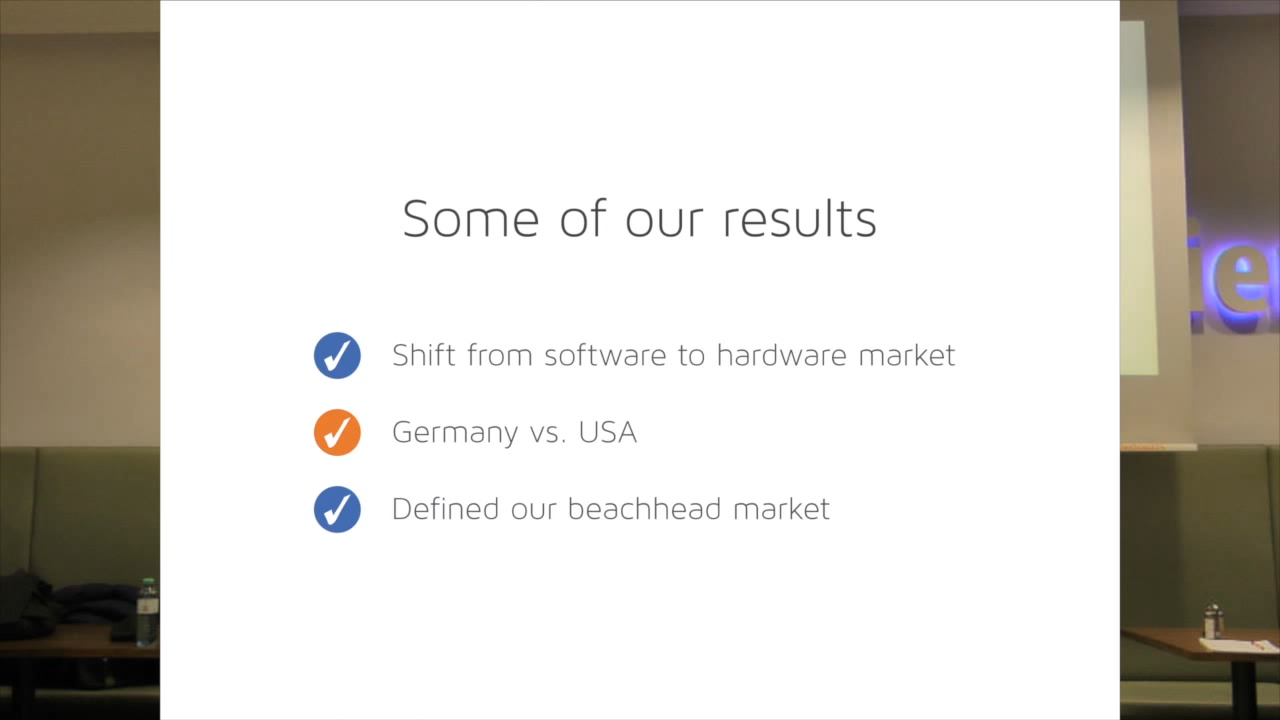 Some of our results
Shift from software to hardware market
Germany vs. USA
Defined our beachhead market